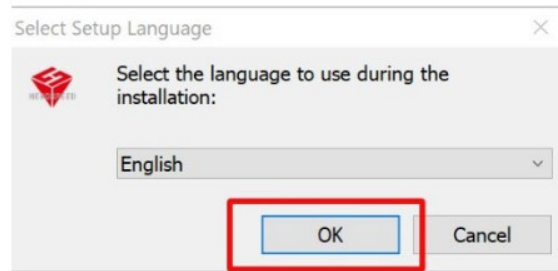 Select Setup Language
Select the language to use during the
installation:
English
OK
Cancel